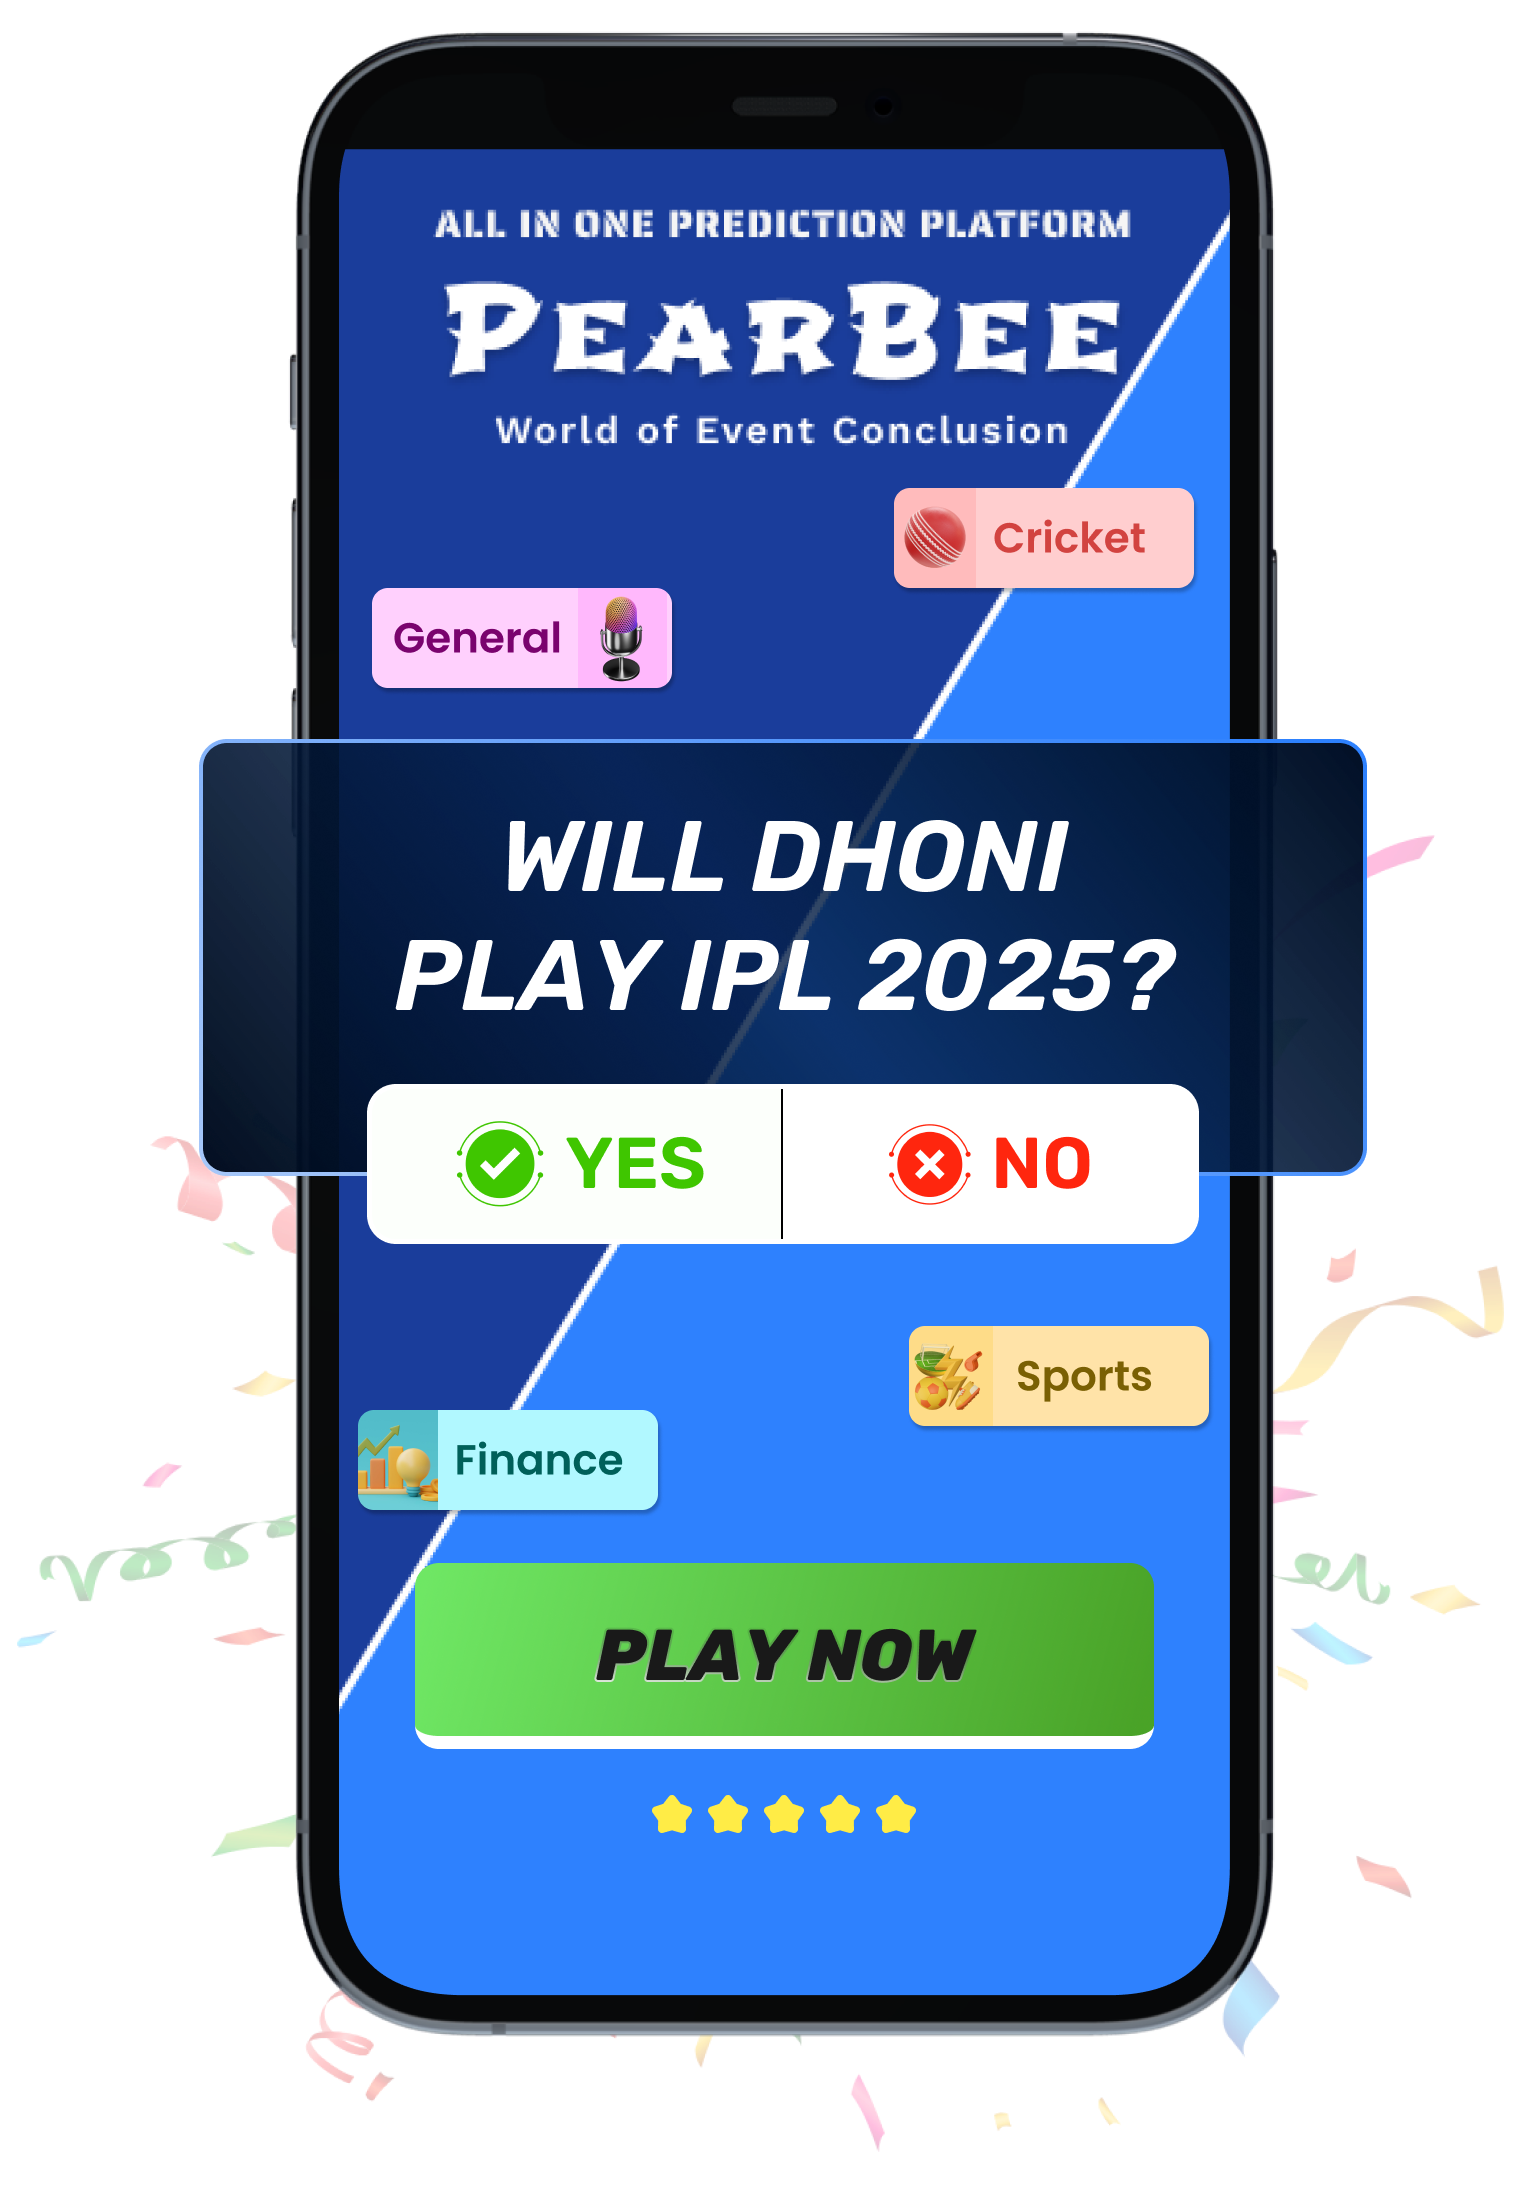 ALL IN ONE PREDICTION PLATFORM
PEARBEE
World of Event Conclusion
Cricket
General
WILL DHONI
PLAY IPL 2025?
YES
NO
Sports
Finance
PLAY NOW